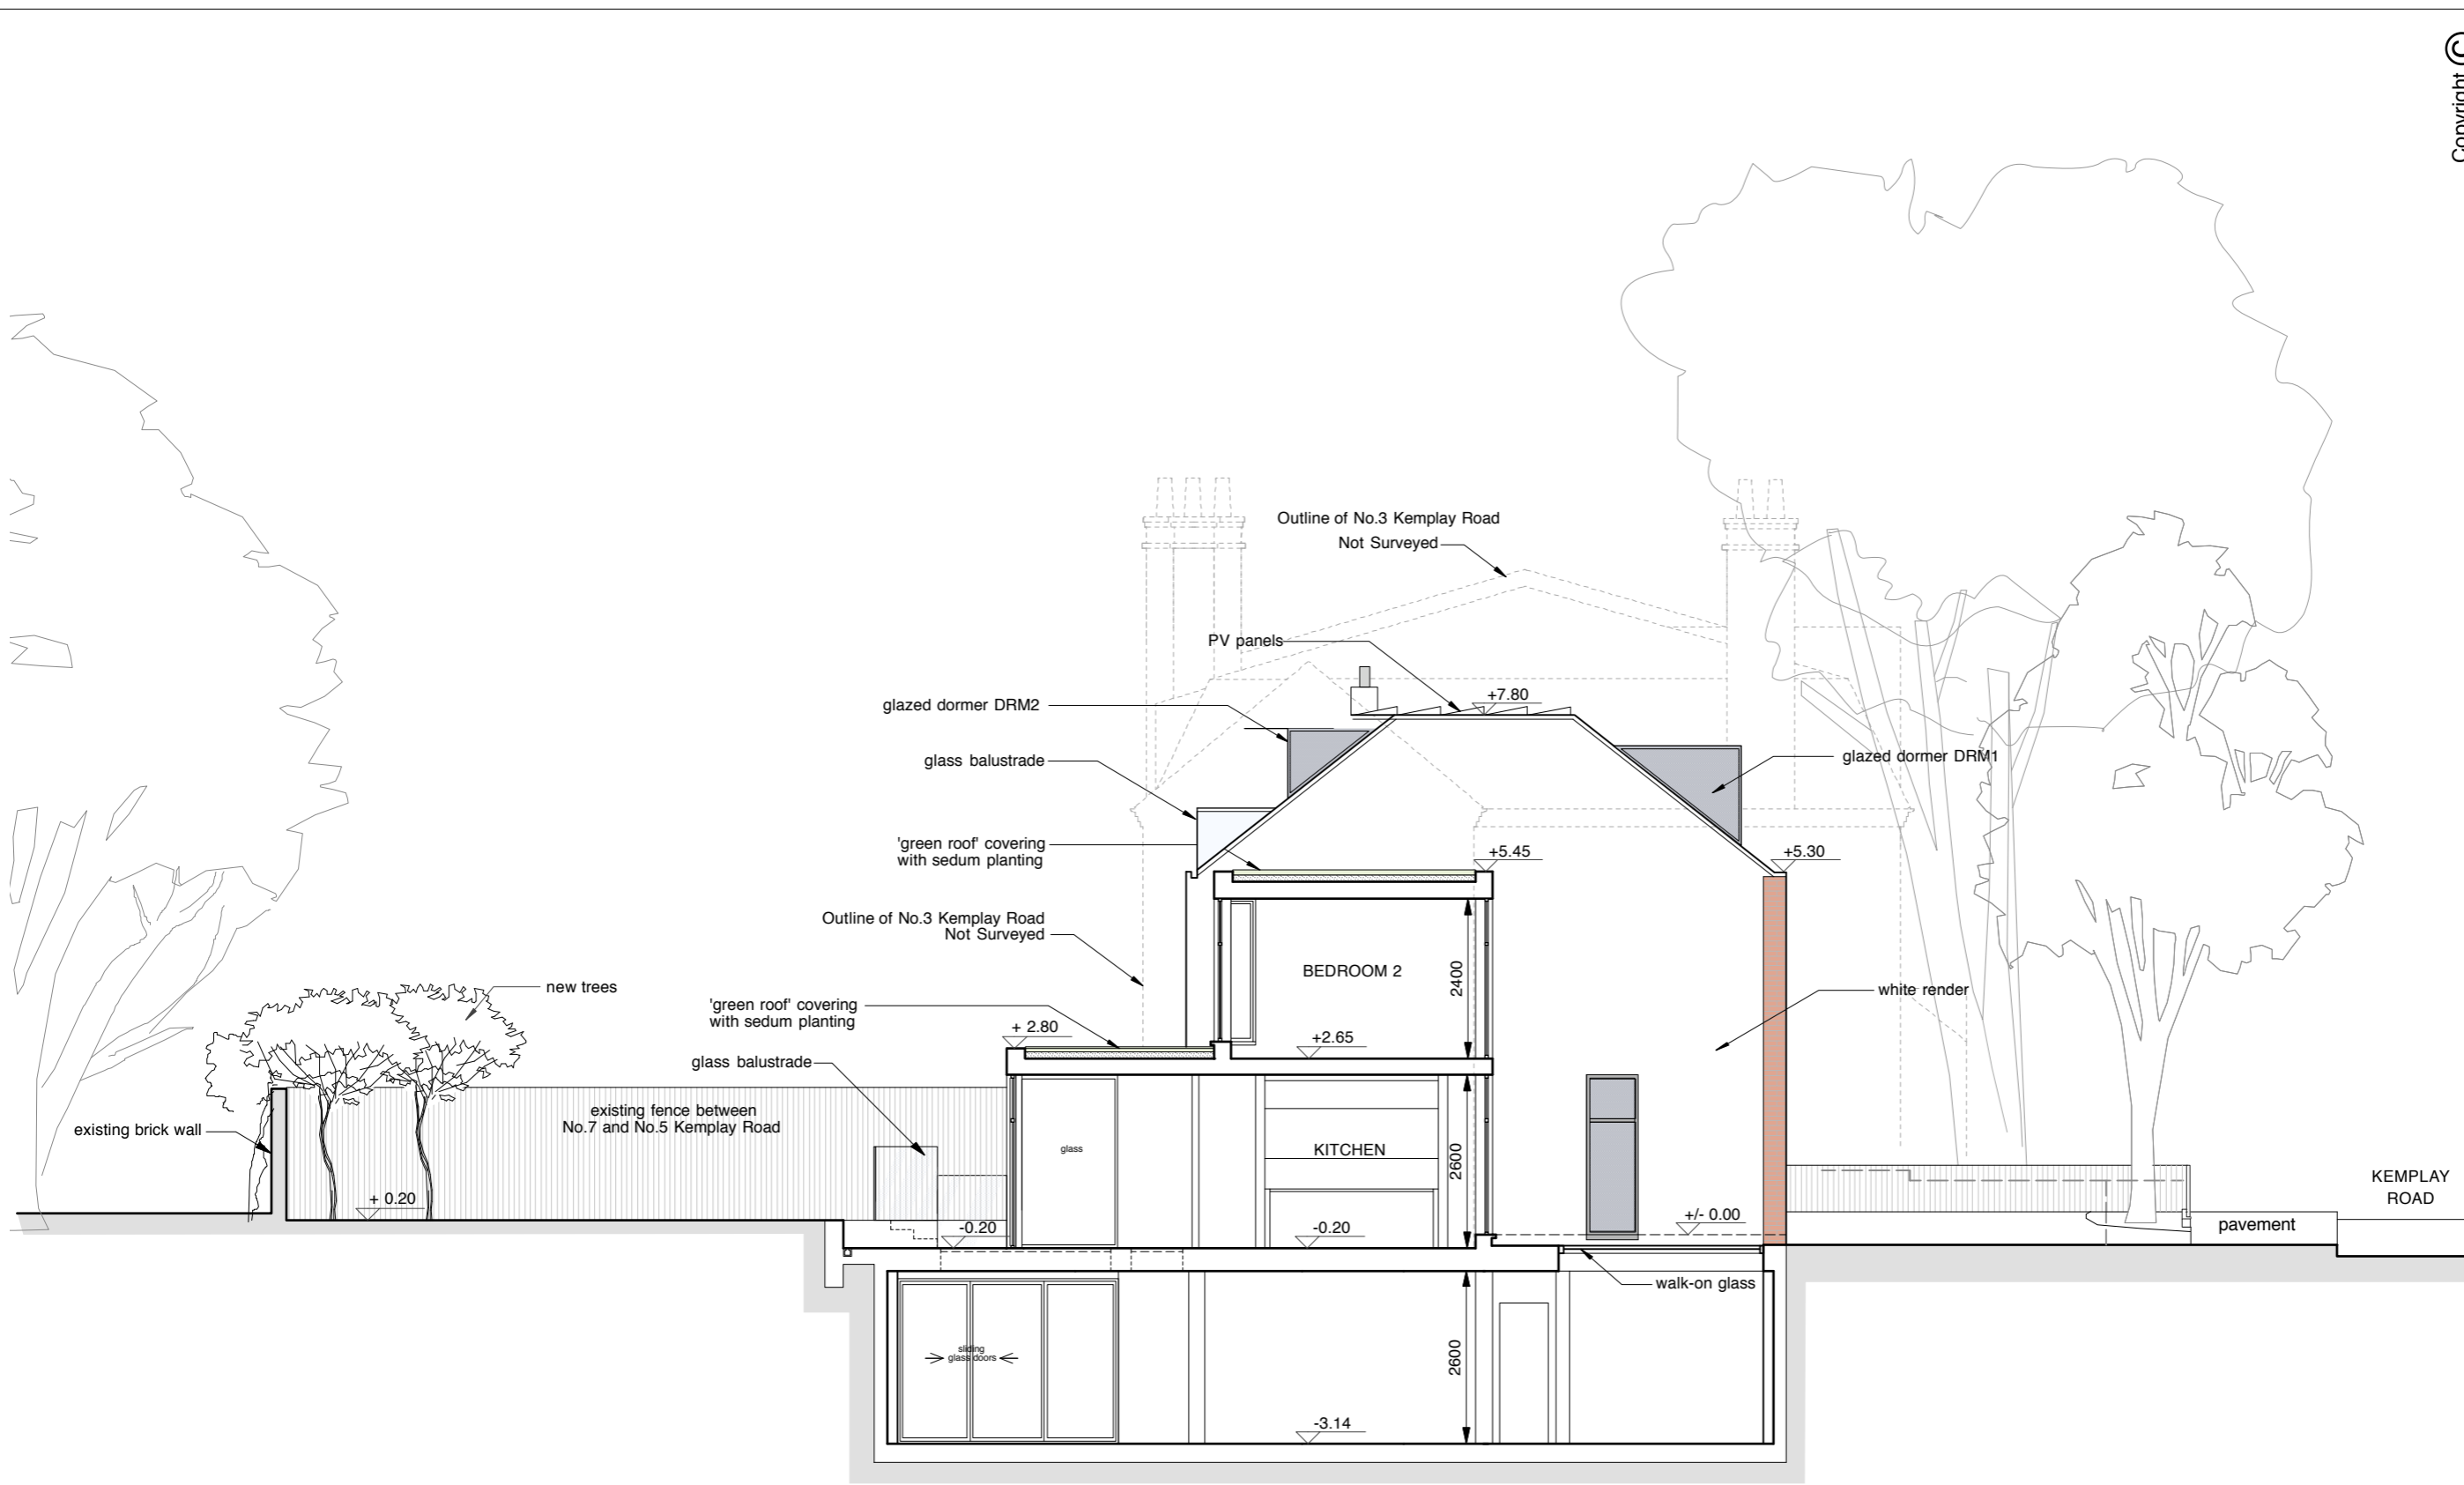 Copyright ©
Outline of No.3 Kemplay Road
Not Surveyed
PV panels
+7.80
glazed dormer DRM2
glazed dormer DRM1
glass balustrade
'green roof' covering
with sedum planting
+5.45
+5.30
Outline of No.3 Kemplay Road
Not Surveyed
BEDROOM 2
2400
white render
new trees
'green roof' covering
with sedum planting
+ 2.80
+2.65
glass balustrade
existing fence between
No.7 and No.5 Kemplay Road
existing brick wall
glass
KITCHEN
2600
KEMPLAY
ROAD
+ 0.20
-0.20
-0.20
+/- 0.00
pavement
walk-on glass
sliding
glass doors
2600
-3.14